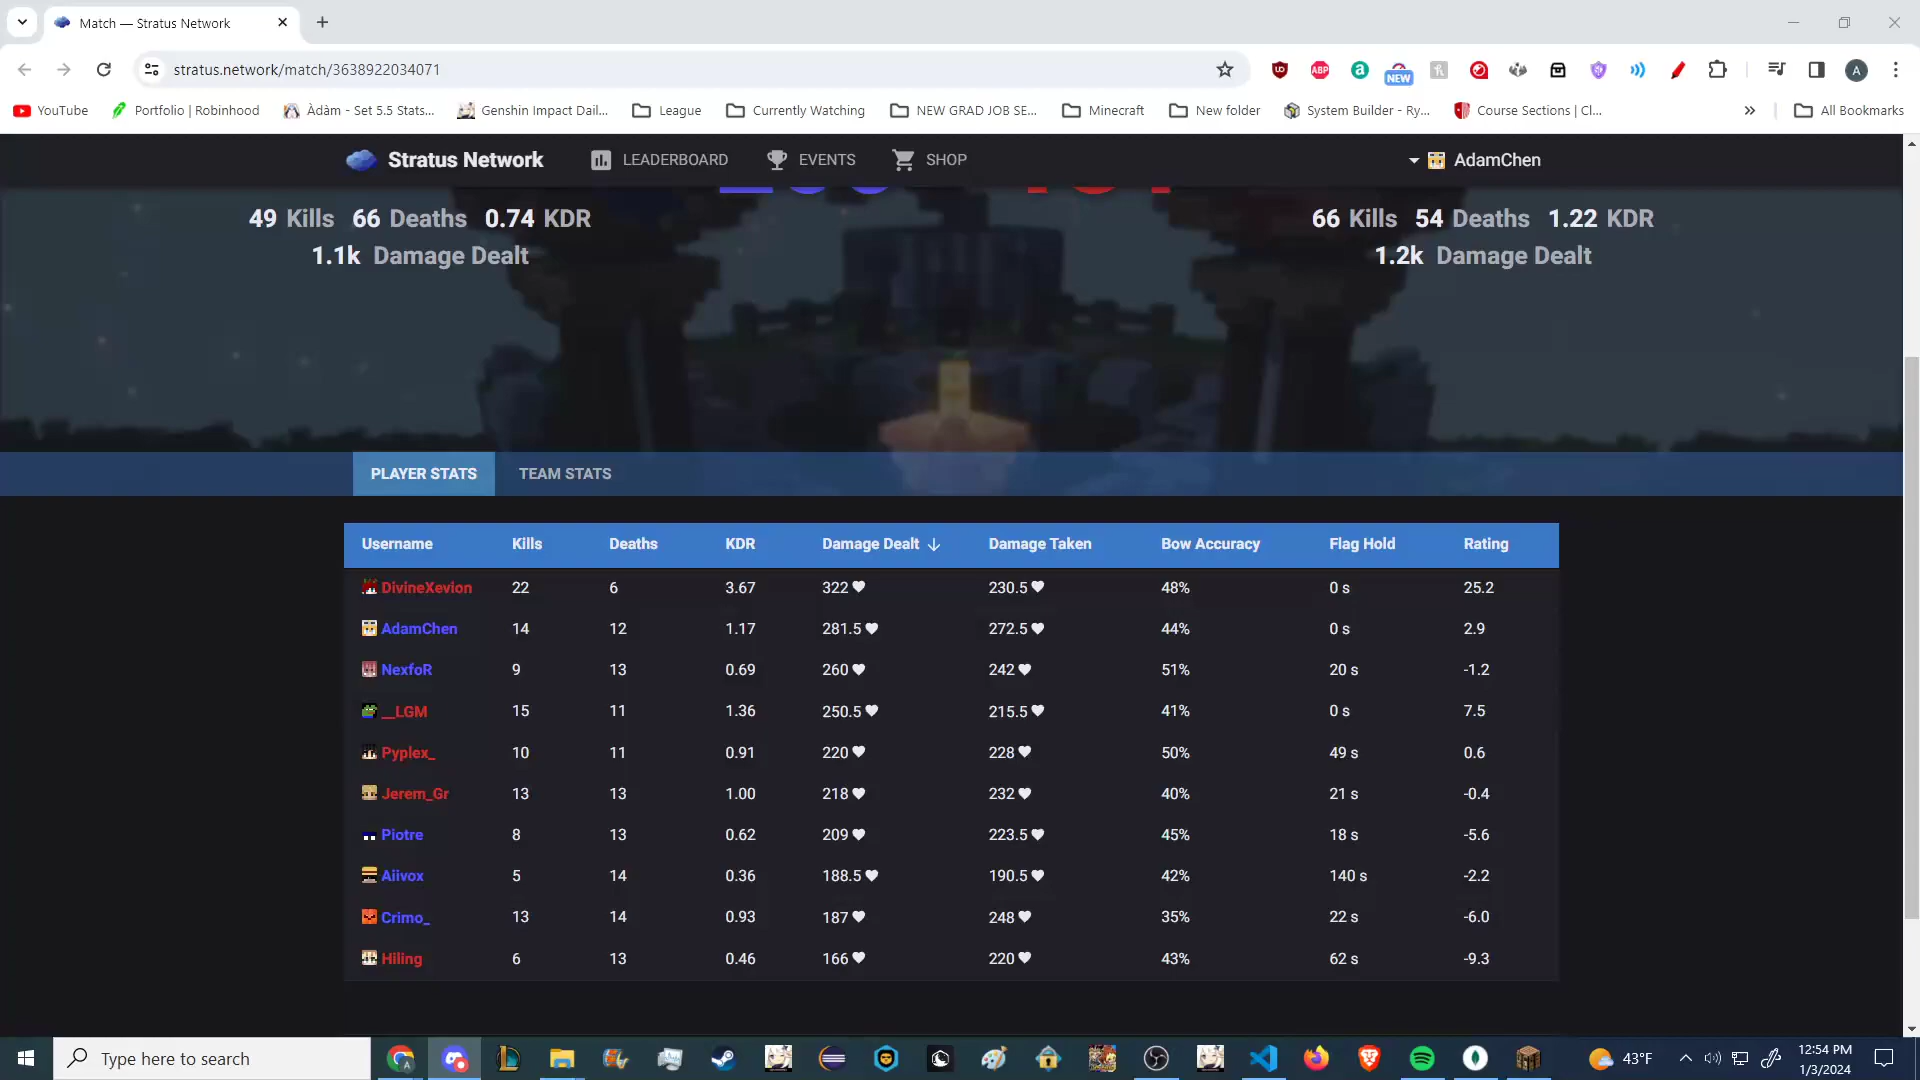 Match — Stratus Network
stratus.network/match/3638922034071
NEW
A
YouTube
Portfolio | Robinhood
Àdàm - Set 5.5 Stats...
Genshin Impact Dail...
League
Currently Watching
NEW GRAD JOB SE...
Minecraft
New folder
System Builder - Ry...
Course Sections | Cl...
All Bookmarks
Stratus Network
LEADERBOARD
EVENTS
SHOP
AdamChen
49 Kills 66 Deaths 0.74 KDR
1.1k Damage Dealt
66 Kills 54 Deaths 1.22 KDR
1.2k Damage Dealt
PLAYER STATS
TEAM STATS
Username Kills Deaths KDR Damage Dealt Damage Taken Bow Accuracy Flag Hold Rating
DivineXevion 22 6 3.67 322 230.5 48% 0 s 25.2
AdamChen 14 12 1.17 281.5 272.5 44% 0 s 2.9
NexfoR 9 13 0.69 260 242 51% 20 s -1.2
__LGM 15 11 1.36 250.5 215.5 41% 0 s 7.5
Pyplex_ 10 11 0.91 220 228 50% 49 s 0.6
Jerem_Gr 13 13 1.00 218 232 40% 21 s -0.4
Piotre 8 13 0.62 209 223.5 45% 18 s -5.6
Aiivox 5 14 0.36 188.5 190.5 42% 140 s -2.2
Crimo_ 13 14 0.93 187 248 35% 22 s -6.0
Hiling 6 13 0.46 166 220 43% 62 s -9.3
Type here to search
43°F
12:54 PM
1/3/2024